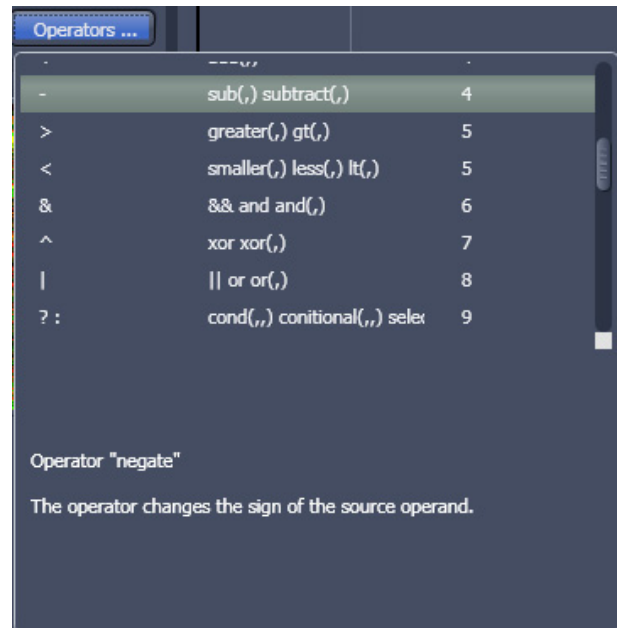 Operators ...
- sub(,) subtract(,) 4
> greater(,) gt(,) 5
< smaller(,) less(,) lt(,) 5
& && and and(,) 6
^ xor xor(,) 7
| || or or(,) 8
? : cond(,,) conitional(,,) selec 9
Operator "negate"
The operator changes the sign of the source operand.